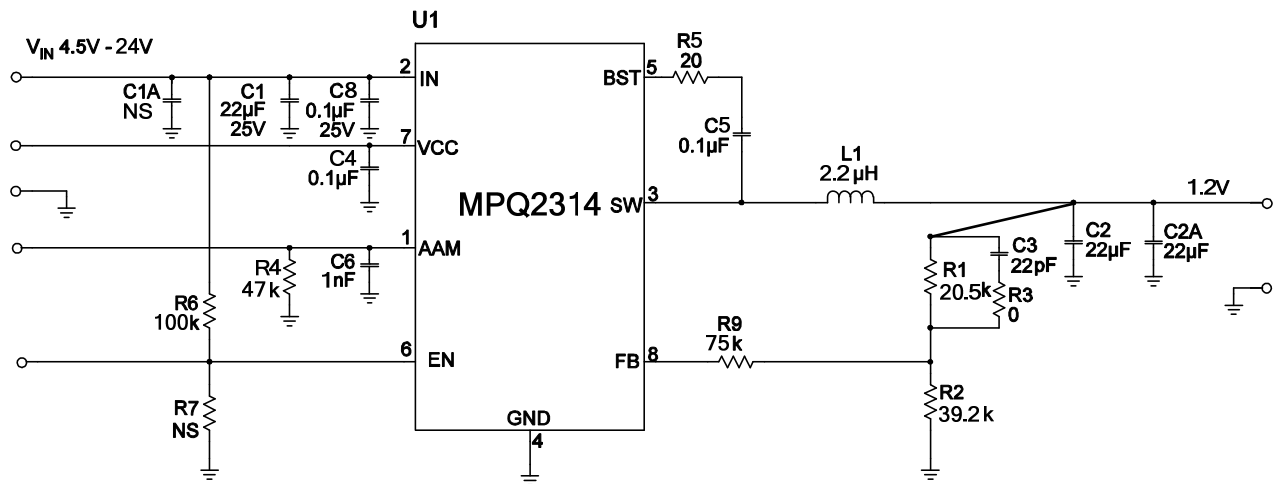 U1
V_IN 4.5V - 24V
2
IN
C1A
NS
C1
22µF
25V
C8
0.1µF
25V
7
VCC
C4
0.1µF
MPQ2314
1
AAM
R4
47k
C6
1nF
R6
100k
6
EN
R7
NS
GND
4
BST
5
R5
20
C5
0.1µF
SW
3
L1
2.2µH
1.2V
C2
22µF
C2A
22µF
C3
22pF
R1
20.5k
R3
0
R9
75k
FB
8
R2
39.2k